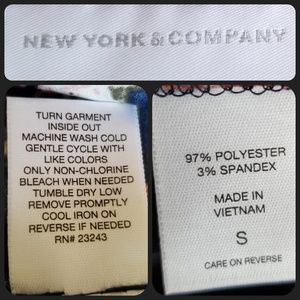 NEW YORK & COMPANY
TURN GARMENT
INSIDE OUT
MACHINE WASH COLD
GENTLE CYCLE WITH
LIKE COLORS
ONLY NON-CHLORINE
BLEACH WHEN NEEDED
TUMBLE DRY LOW
REMOVE PROMPTLY
COOL IRON ON
REVERSE IF NEEDED
RN# 23243
97% POLYESTER
3% SPANDEX
MADE IN
VIETNAM
S
CARE ON REVERSE